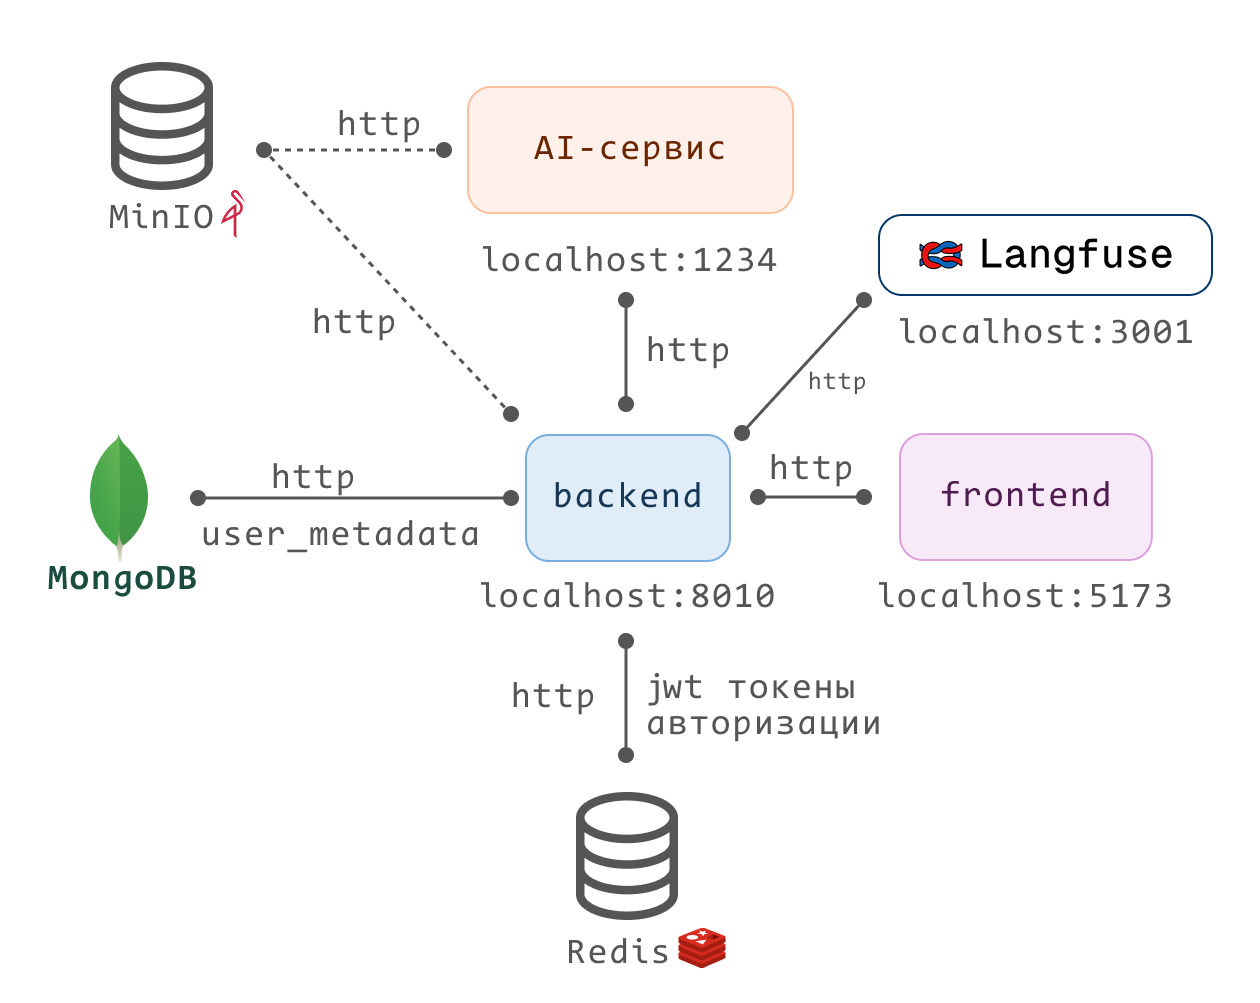 http
AI-сервис
MinIO
localhost:1234
Langfuse
localhost:3001
http
http
http
http
http
backend
frontend
user_metadata
MongoDB
localhost:8010
localhost:5173
http
jwt токены
авторизации
Redis